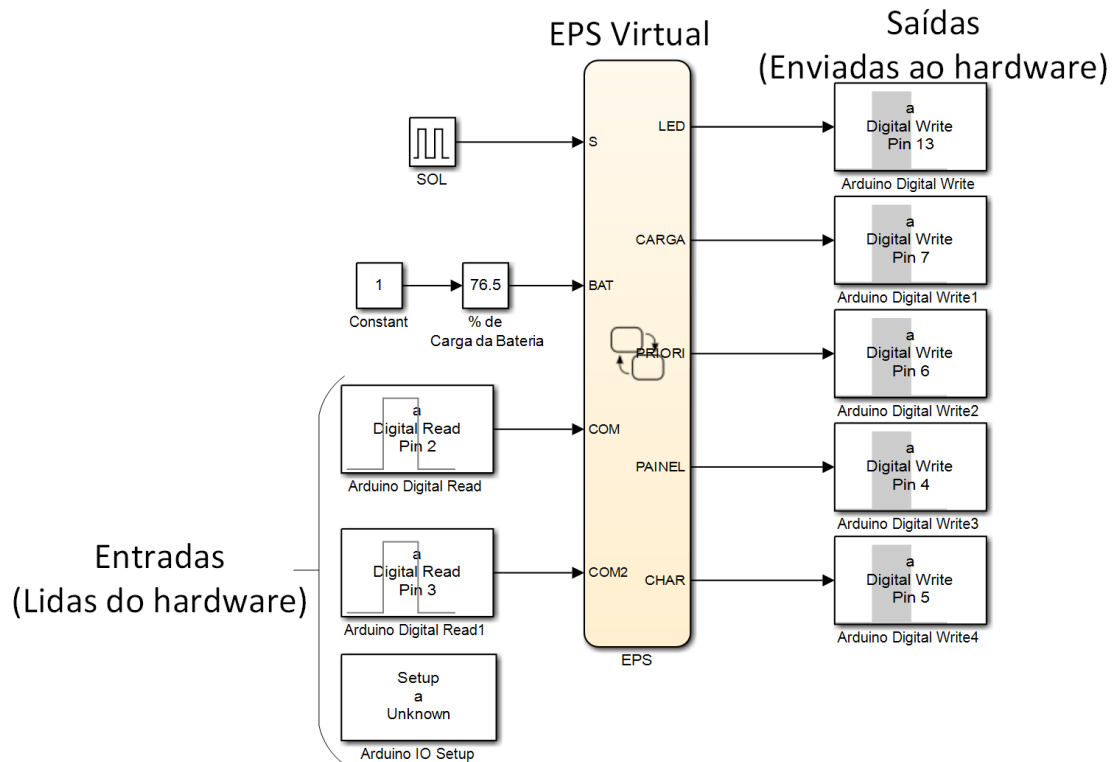 EPS Virtual
Saídas
(Enviadas ao hardware)
SOL
1
Constant
76.5
% de
Carga da Bateria
Entradas
(Lidas do hardware)
a
Digital Read
Pin 2
Arduino Digital Read
a
Digital Read
Pin 3
Arduino Digital Read1
Setup
a
Unknown
Arduino IO Setup
S
BAT
COM
COM2
LED
CARGA
PRIORI
PAINEL
CHAR
EPS
a
Digital Write
Pin 13
Arduino Digital Write
a
Digital Write
Pin 7
Arduino Digital Write1
a
Digital Write
Pin 6
Arduino Digital Write2
a
Digital Write
Pin 4
Arduino Digital Write3
a
Digital Write
Pin 5
Arduino Digital Write4